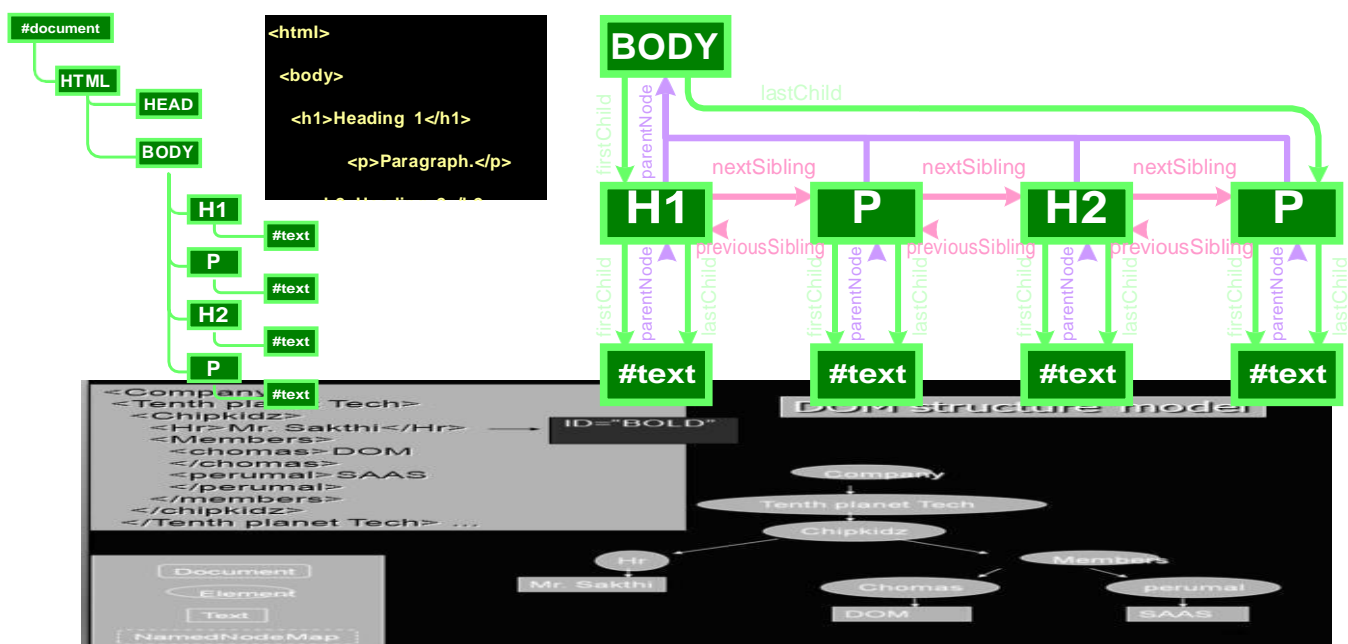 #document
HTML
HEAD
BODY
H1
#text
P
#text
H2
#text
P
#text
<html>
<body>
<h1>Heading 1</h1>
<p>Paragraph.</p>
BODY
firstChild
parentNode
lastChild
nextSibling
nextSibling
nextSibling
H1
P
H2
P
previousSibling
previousSibling
previousSibling
firstChild
parentNode
lastChild
firstChild
parentNode
lastChild
firstChild
parentNode
lastChild
firstChild
parentNode
lastChild
#text
#text
#text
#text
<Company
<Tenth planet Tech>
<Chipkidz>
<Hr>Mr. Sakthi</Hr>
<Members>
<chomas>DOM
</chomas>
<perumal>SAAS
</perumal>
</members>
</chipkidz>
</Tenth planet Tech> ...
ID="BOLD"
DOM structure model
Company
Tenth planet Tech
Chipkidz
Hr
Members
Mr. Sakthi
Chomas
perumal
DOM
SAAS
Document
Element
Text
NamedNodeMap